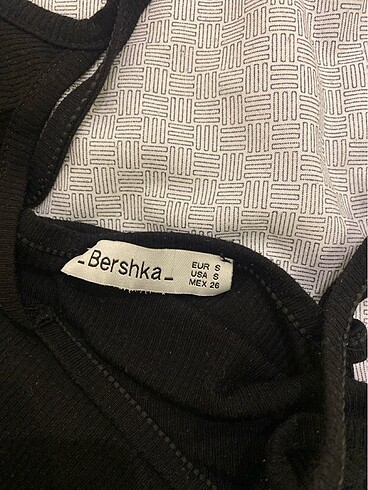 _Bershka_
EUR S
USA S
MEX 26